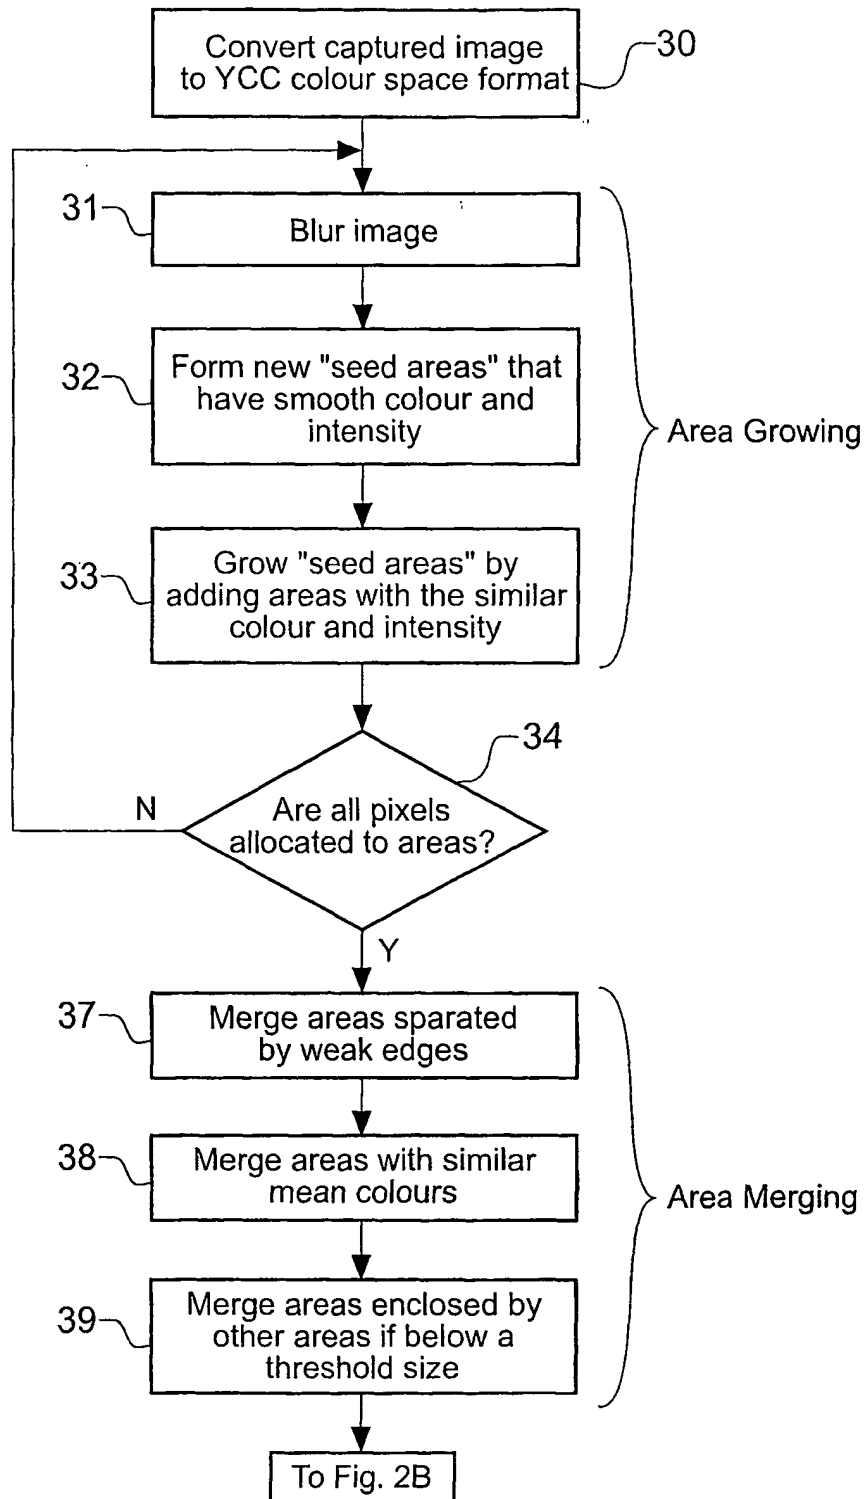 Convert captured image
to YCC colour space format
30
31
Blur image
32
Form new "seed areas" that
have smooth colour and
intensity
Area Growing
33
Grow "seed areas" by
adding areas with the similar
colour and intensity
34
N
Are all pixels
allocated to areas?
Y
37
Merge areas sparated
by weak edges
38
Merge areas with similar
mean colours
Area Merging
39
Merge areas enclosed by
other areas if below a
threshold size
To Fig. 2B